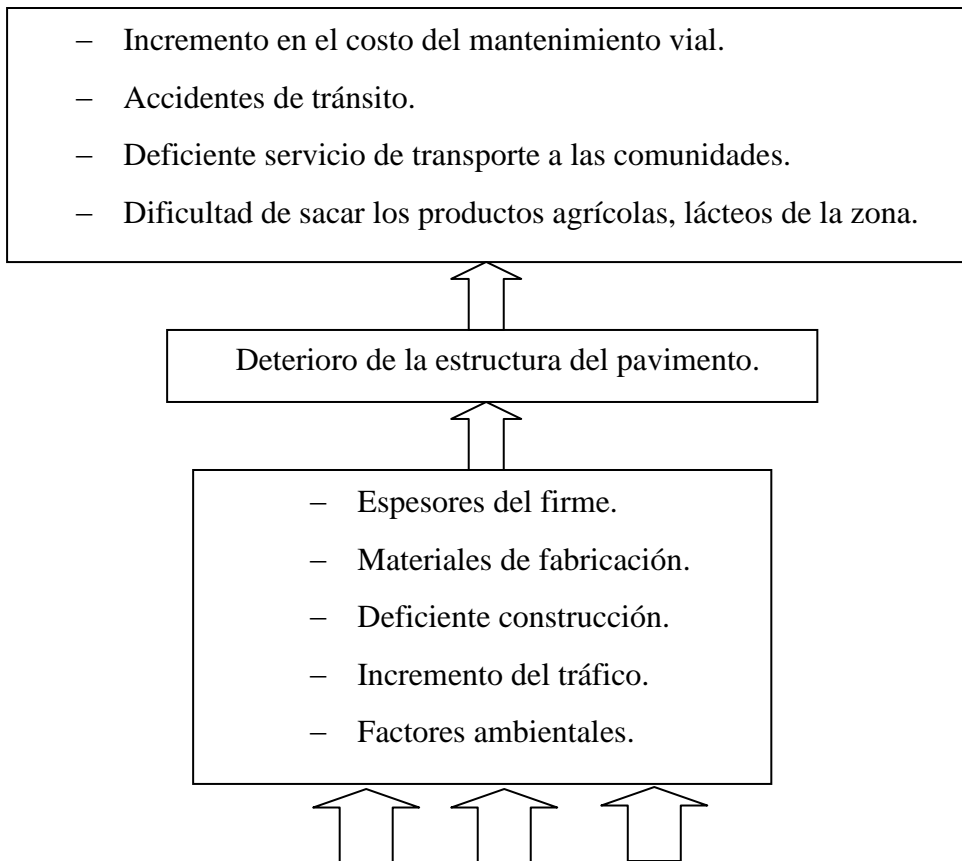 – Incremento en el costo del mantenimiento vial.
– Accidentes de tránsito.
– Deficiente servicio de transporte a las comunidades.
– Dificultad de sacar los productos agrícolas, lácteos de la zona.
Deterioro de la estructura del pavimento.
– Espesores del firme.
– Materiales de fabricación.
– Deficiente construcción.
– Incremento del tráfico.
– Factores ambientales.